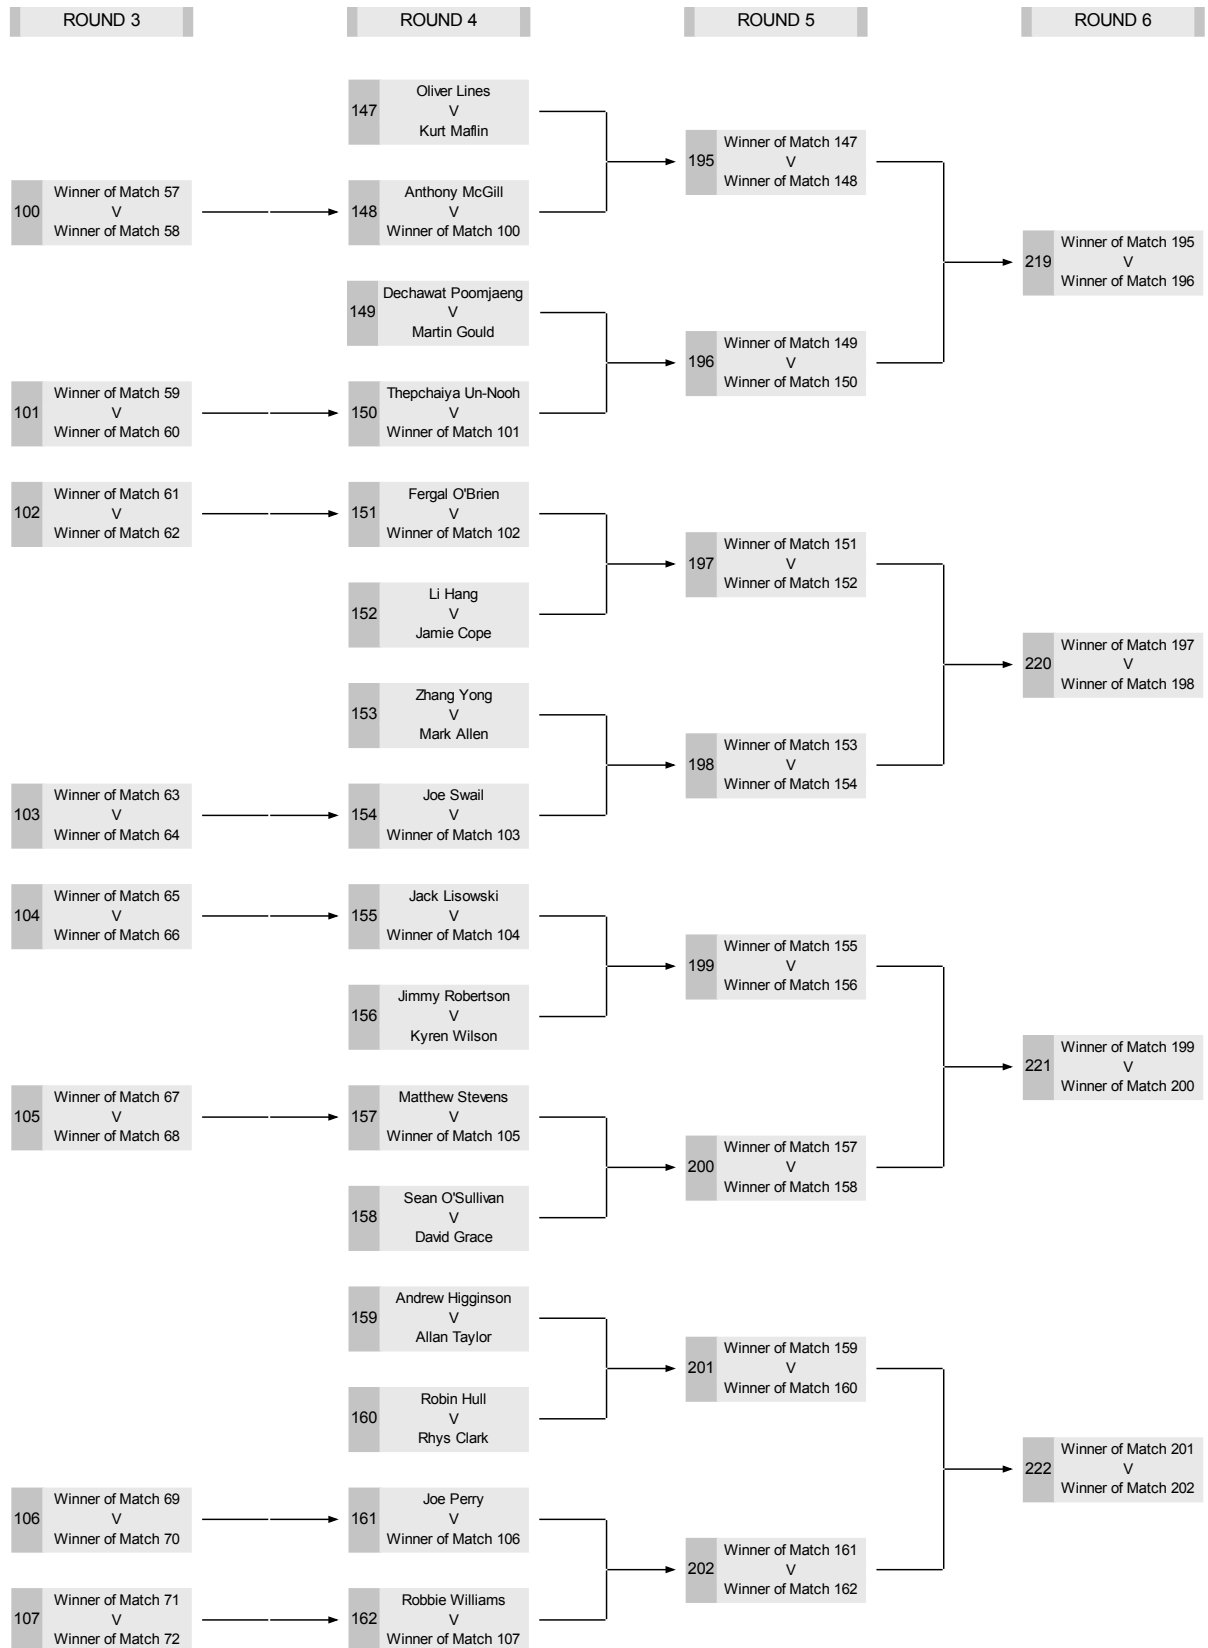 ROUND 3
ROUND 4
ROUND 5
ROUND 6
147
Oliver Lines
V
Kurt Maflin
195
Winner of Match 147
V
Winner of Match 148
100
Winner of Match 57
V
Winner of Match 58
148
Anthony McGill
V
Winner of Match 100
219
Winner of Match 195
V
Winner of Match 196
149
Dechawat Poomjaeng
V
Martin Gould
196
Winner of Match 149
V
Winner of Match 150
101
Winner of Match 59
V
Winner of Match 60
150
Thepchaiya Un-Nooh
V
Winner of Match 101
102
Winner of Match 61
V
Winner of Match 62
151
Fergal O'Brien
V
Winner of Match 102
197
Winner of Match 151
V
Winner of Match 152
152
Li Hang
V
Jamie Cope
220
Winner of Match 197
V
Winner of Match 198
153
Zhang Yong
V
Mark Allen
198
Winner of Match 153
V
Winner of Match 154
103
Winner of Match 63
V
Winner of Match 64
154
Joe Swail
V
Winner of Match 103
104
Winner of Match 65
V
Winner of Match 66
155
Jack Lisowski
V
Winner of Match 104
199
Winner of Match 155
V
Winner of Match 156
156
Jimmy Robertson
V
Kyren Wilson
221
Winner of Match 199
V
Winner of Match 200
105
Winner of Match 67
V
Winner of Match 68
157
Matthew Stevens
V
Winner of Match 105
200
Winner of Match 157
V
Winner of Match 158
158
Sean O'Sullivan
V
David Grace
159
Andrew Higginson
V
Allan Taylor
201
Winner of Match 159
V
Winner of Match 160
160
Robin Hull
V
Rhys Clark
222
Winner of Match 201
V
Winner of Match 202
106
Winner of Match 69
V
Winner of Match 70
161
Joe Perry
V
Winner of Match 106
202
Winner of Match 161
V
Winner of Match 162
107
Winner of Match 71
V
Winner of Match 72
162
Robbie Williams
V
Winner of Match 107